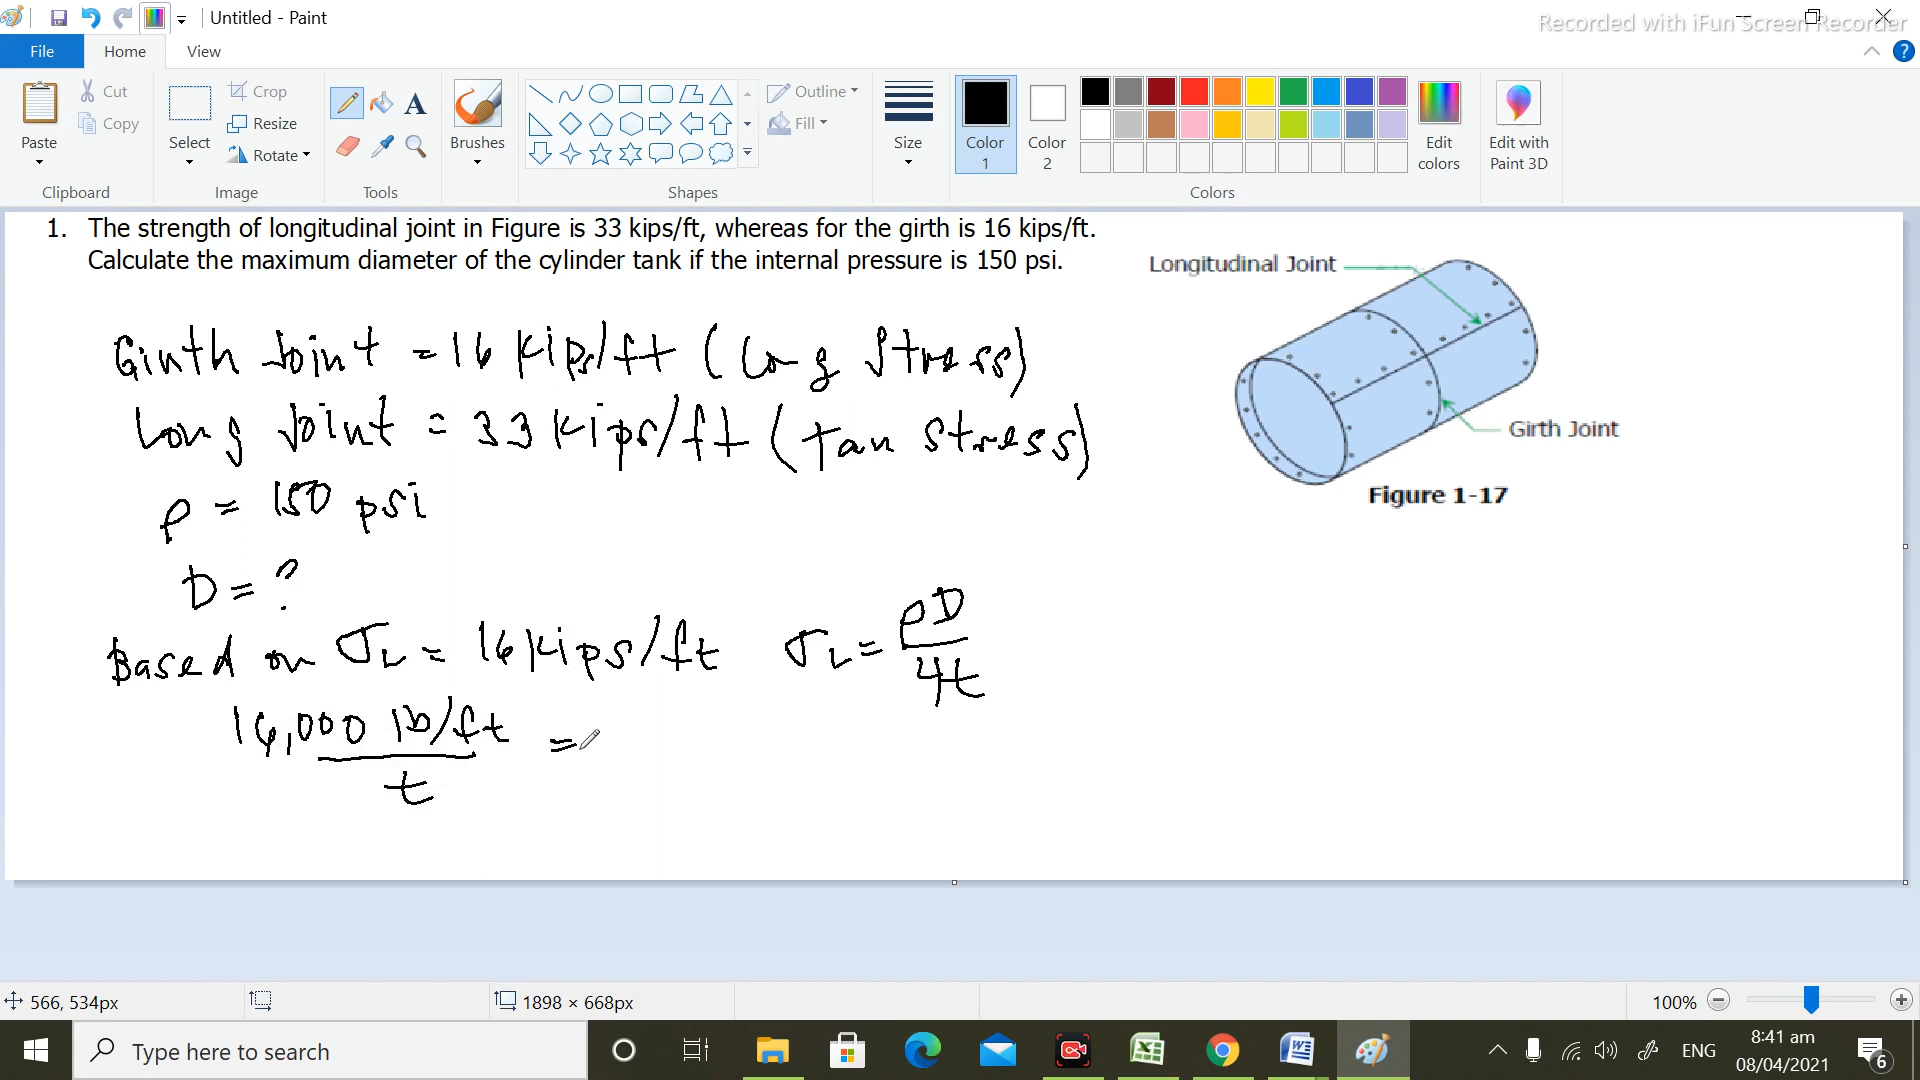 Untitled - Paint
Recorded with iFun Screen Recorder
File
Home
View
Paste
Cut
Copy
Clipboard
Select
Crop
Resize
Rotate
Image
Tools
Brushes
Shapes
Outline
Fill
Size
Color 1
Color 2
Colors
Edit colors
Edit with Paint 3D
1. The strength of longitudinal joint in Figure is 33 kips/ft, whereas for the girth is 16 kips/ft.
Calculate the maximum diameter of the cylinder tank if the internal pressure is 150 psi.
Longitudinal Joint
Girth Joint
Figure 1-17
Girth Joint = 16 Kips/ft (Long Stress)
Long Joint = 33 Kips/ft (Tan Stress)
ρ = 150 psi
D = ?
Based on σL = 16 Kips/ft σL = ρD/4t
16,000 lb/ft =
t
566, 534px
1898 × 668px
100%
Type here to search
ENG
8:41 am
08/04/2021
6